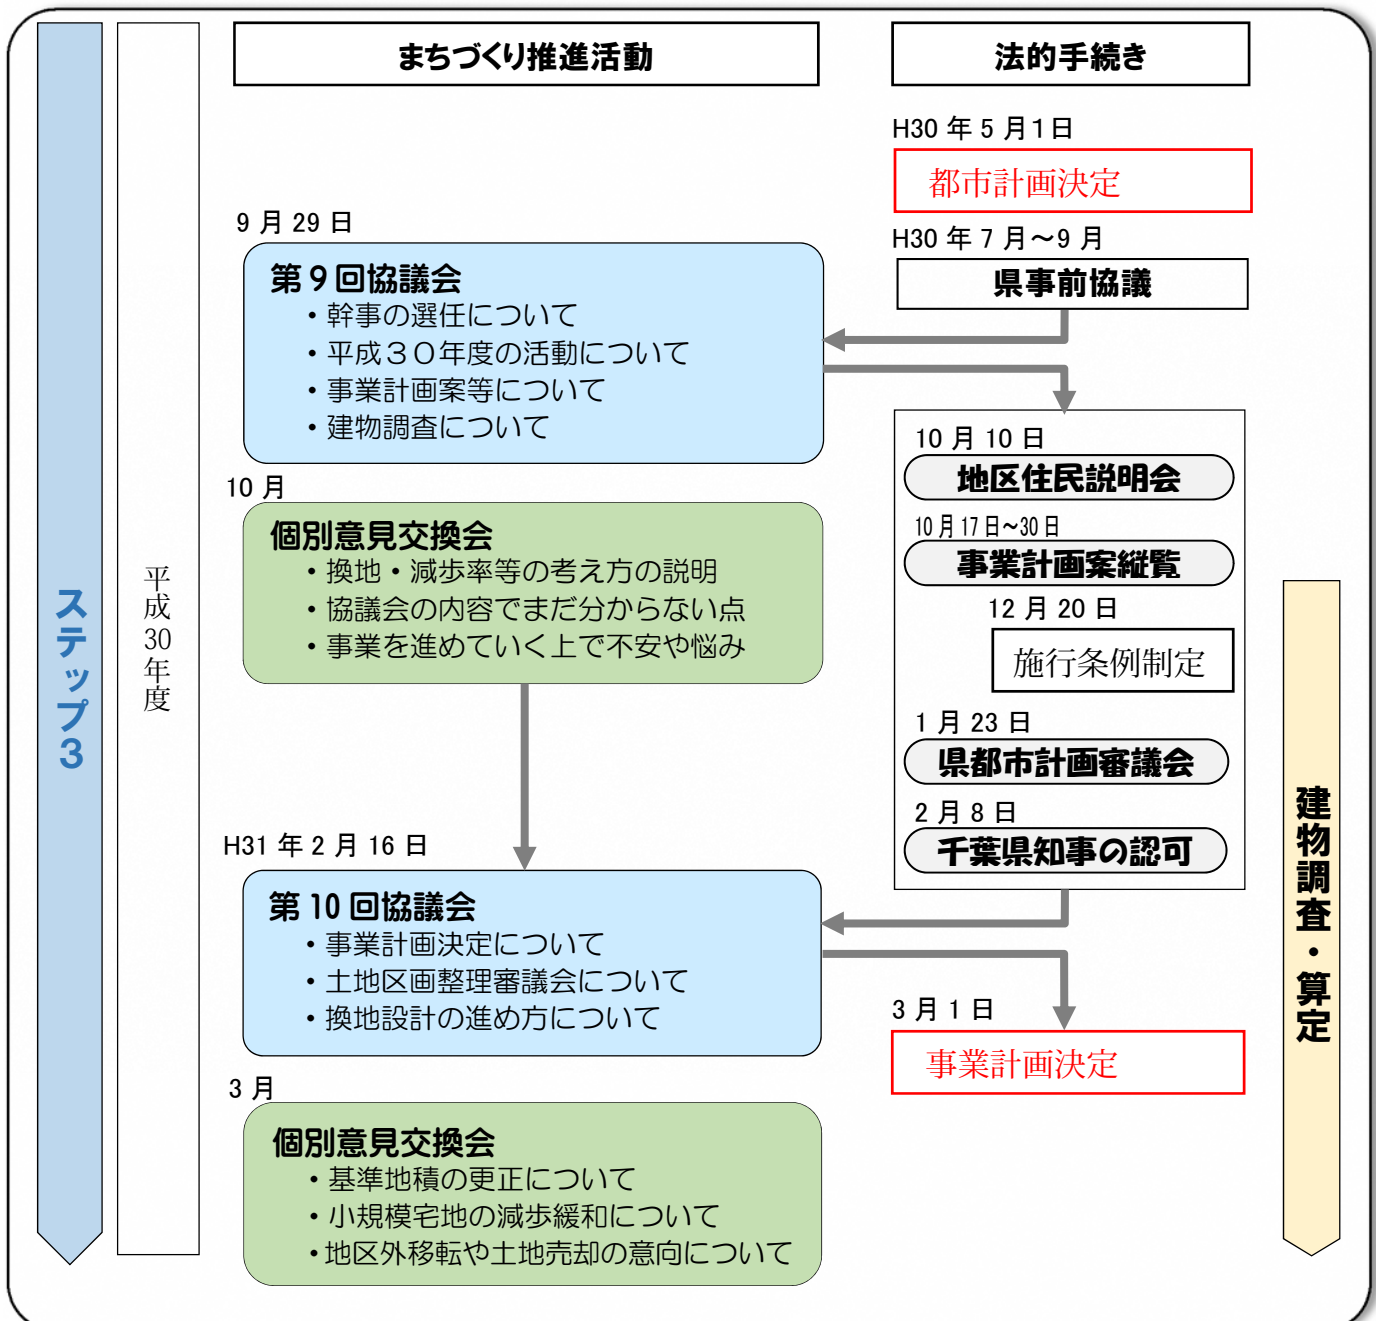 ステップ3
平成30年度
まちづくり推進活動
9月29日
第9回協議会
・幹事の選任について
・平成３０年度の活動について
・事業計画案等について
・建物調査について
10月
個別意見交換会
・換地・減歩率等の考え方の説明
・協議会の内容でまだ分からない点
・事業を進めていく上で不安や悩み
H31年2月16日
第10回協議会
・事業計画決定について
・土地区画整理審議会について
・換地設計の進め方について
3月
個別意見交換会
・基準地積の更正について
・小規模宅地の減歩緩和について
・地区外移転や土地売却の意向について
法的手続き
H30年5月1日
都市計画決定
H30年7月～9月
県事前協議
10月10日
地区住民説明会
10月17日～30日
事業計画案縦覧
12月20日
施行条例制定
1月23日
県都市計画審議会
2月8日
千葉県知事の認可
3月1日
事業計画決定
建物調査・算定